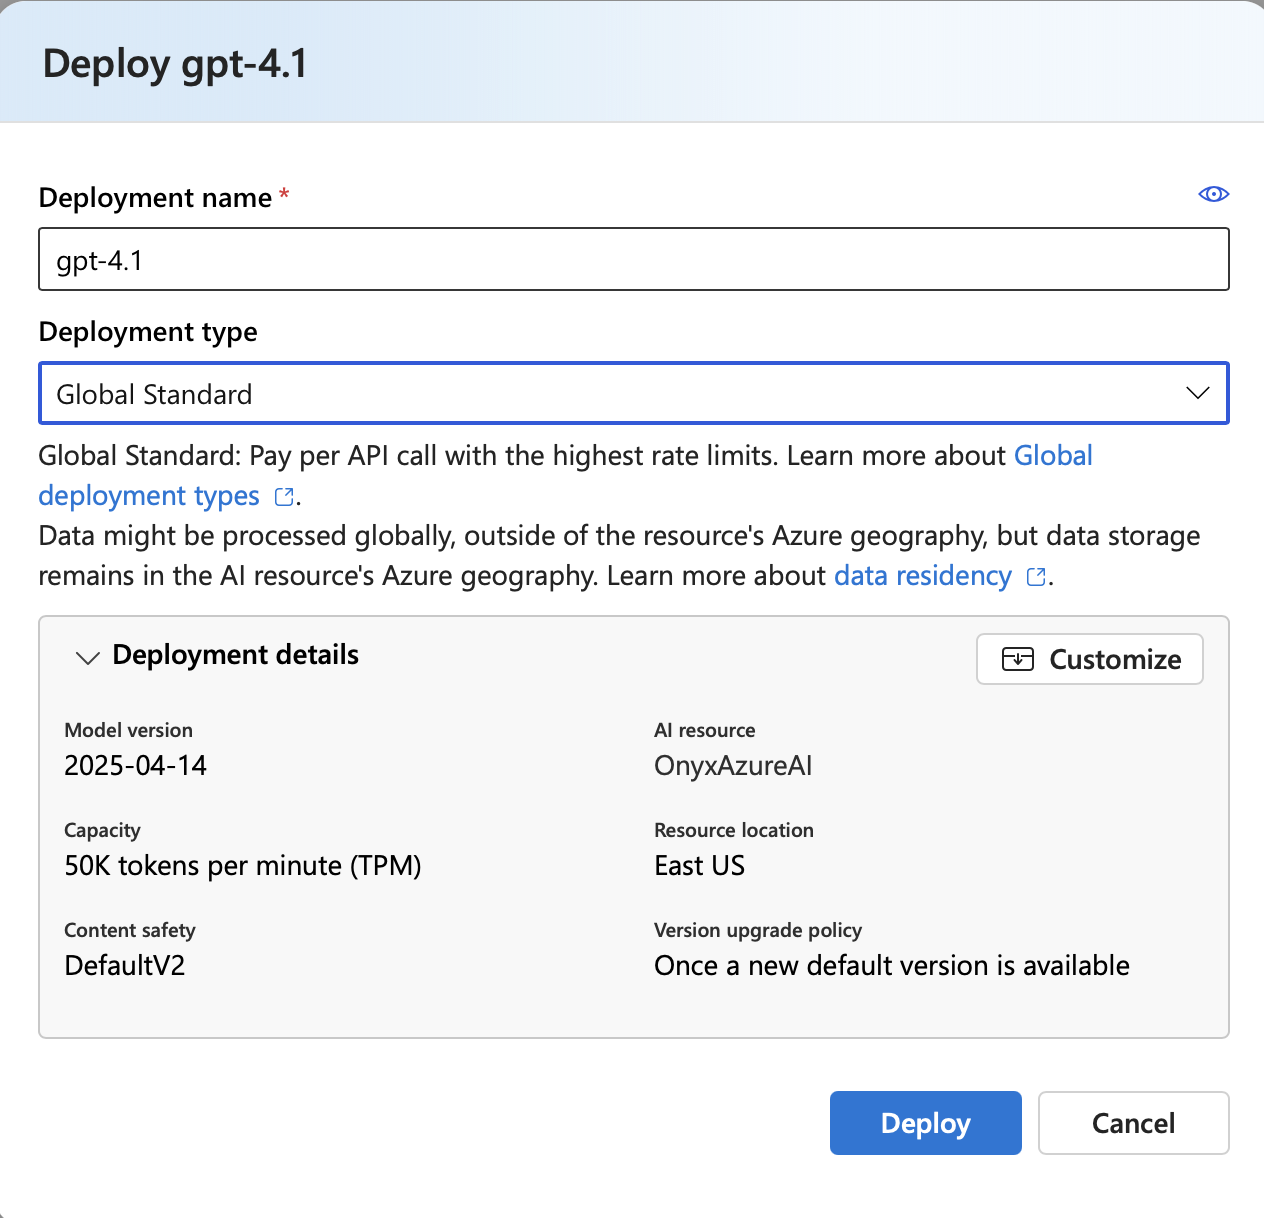 Deploy gpt-4.1
Deployment name *
gpt-4.1
Deployment type
Global Standard
Global Standard: Pay per API call with the highest rate limits. Learn more about Global
deployment types .
Data might be processed globally, outside of the resource's Azure geography, but data storage
remains in the AI resource's Azure geography. Learn more about data residency .
Deployment details
Customize
Model version
2025-04-14
AI resource
OnyxAzureAI
Capacity
50K tokens per minute (TPM)
Resource location
East US
Content safety
DefaultV2
Version upgrade policy
Once a new default version is available
Deploy
Cancel